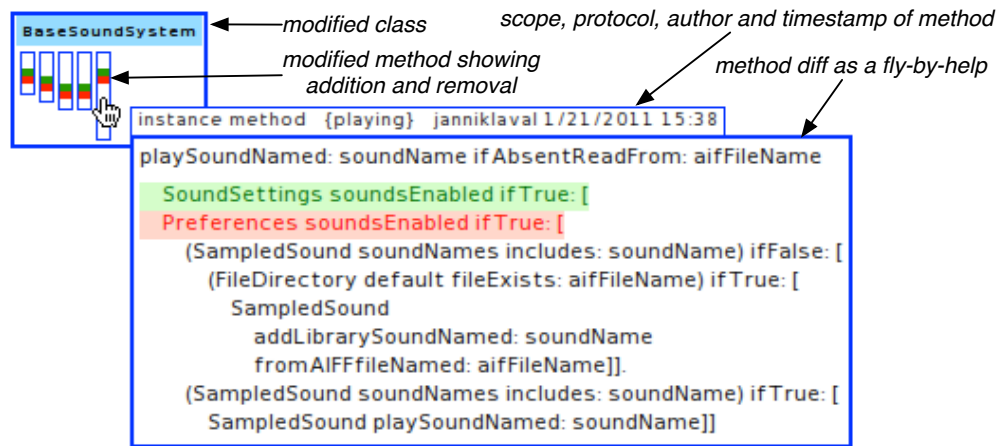 scope, protocol, author and timestamp of method
BaseSoundSystem
modified class
modified method showing
addition and removal
method diff as a fly-by-help
instance method {playing} janniklaval 1/21/2011 15:38
playSoundNamed: soundName ifAbsentReadFrom: aifFileName
SoundSettings soundsEnabled ifTrue: [
Preferences soundsEnabled ifTrue: [
(SampledSound soundNames includes: soundName) ifFalse: [
(FileDirectory default fileExists: aifFileName) ifTrue: [
SampledSound
addLibrarySoundNamed: soundName
fromAIFFfileNamed: aifFileName]].
(SampledSound soundNames includes: soundName) ifTrue: [
SampledSound playSoundNamed: soundName]]